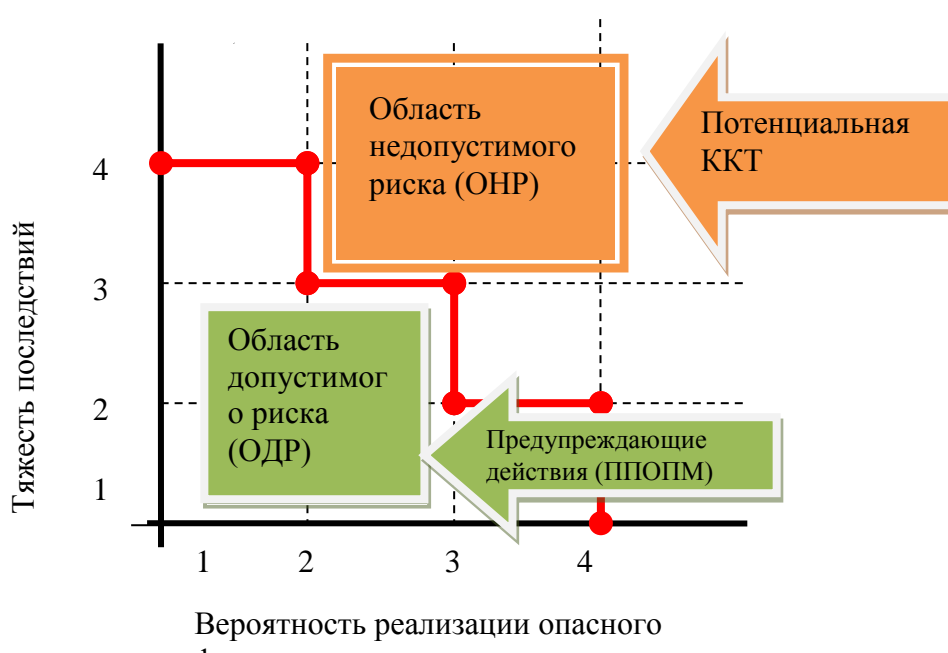 Область
недопустимого
риска (ОНР)
Потенциальная
ККТ
4
Тяжесть последствий
3
Область
допустимог
о риска
(ОДР)
2
Предупреждающие
действия (ППОПМ)
1
1 2 3 4
Вероятность реализации опасного